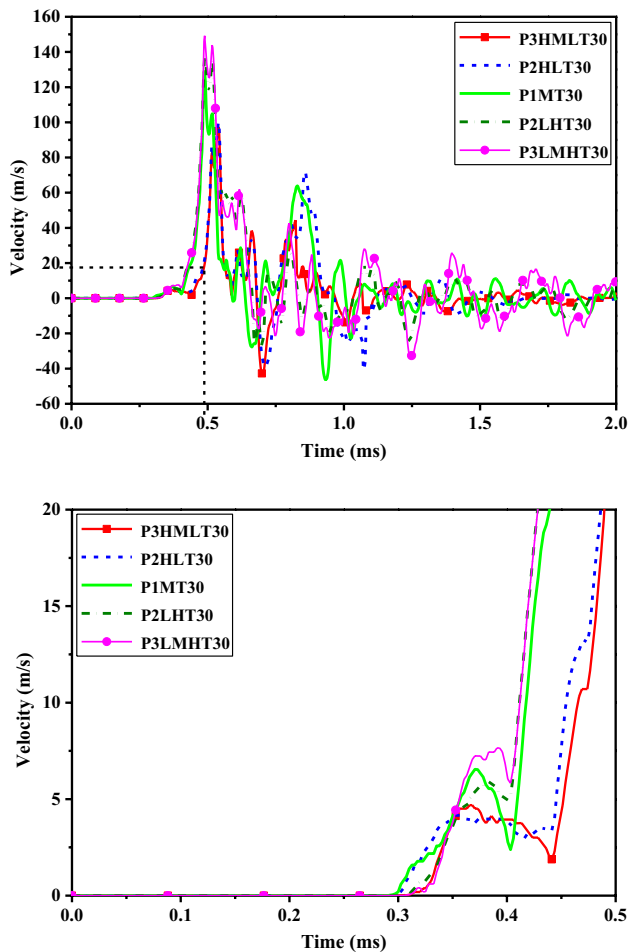 160
140
120
100
80
60
40
20
0
-20
-40
-60
Velocity (m/s)
P3HMLT30
P2HLT30
P1MT30
P2LHT30
P3LMHT30
0.0 0.5 1.0 1.5 2.0
Time (ms)
20
15
10
5
0
Velocity (m/s)
P3HMLT30
P2HLT30
P1MT30
P2LHT30
P3LMHT30
0.0 0.1 0.2 0.3 0.4 0.5
Time (ms)